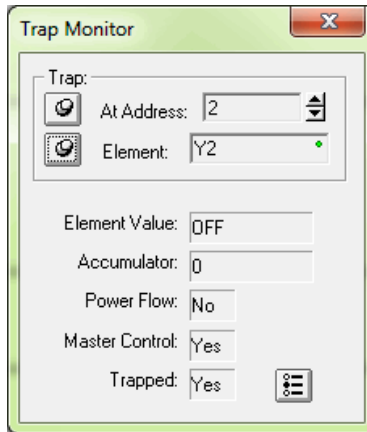 Trap Monitor
Trap:
At Address: 2
Element: Y2
Element Value: OFF
Accumulator: 0
Power Flow: No
Master Control: Yes
Trapped: Yes